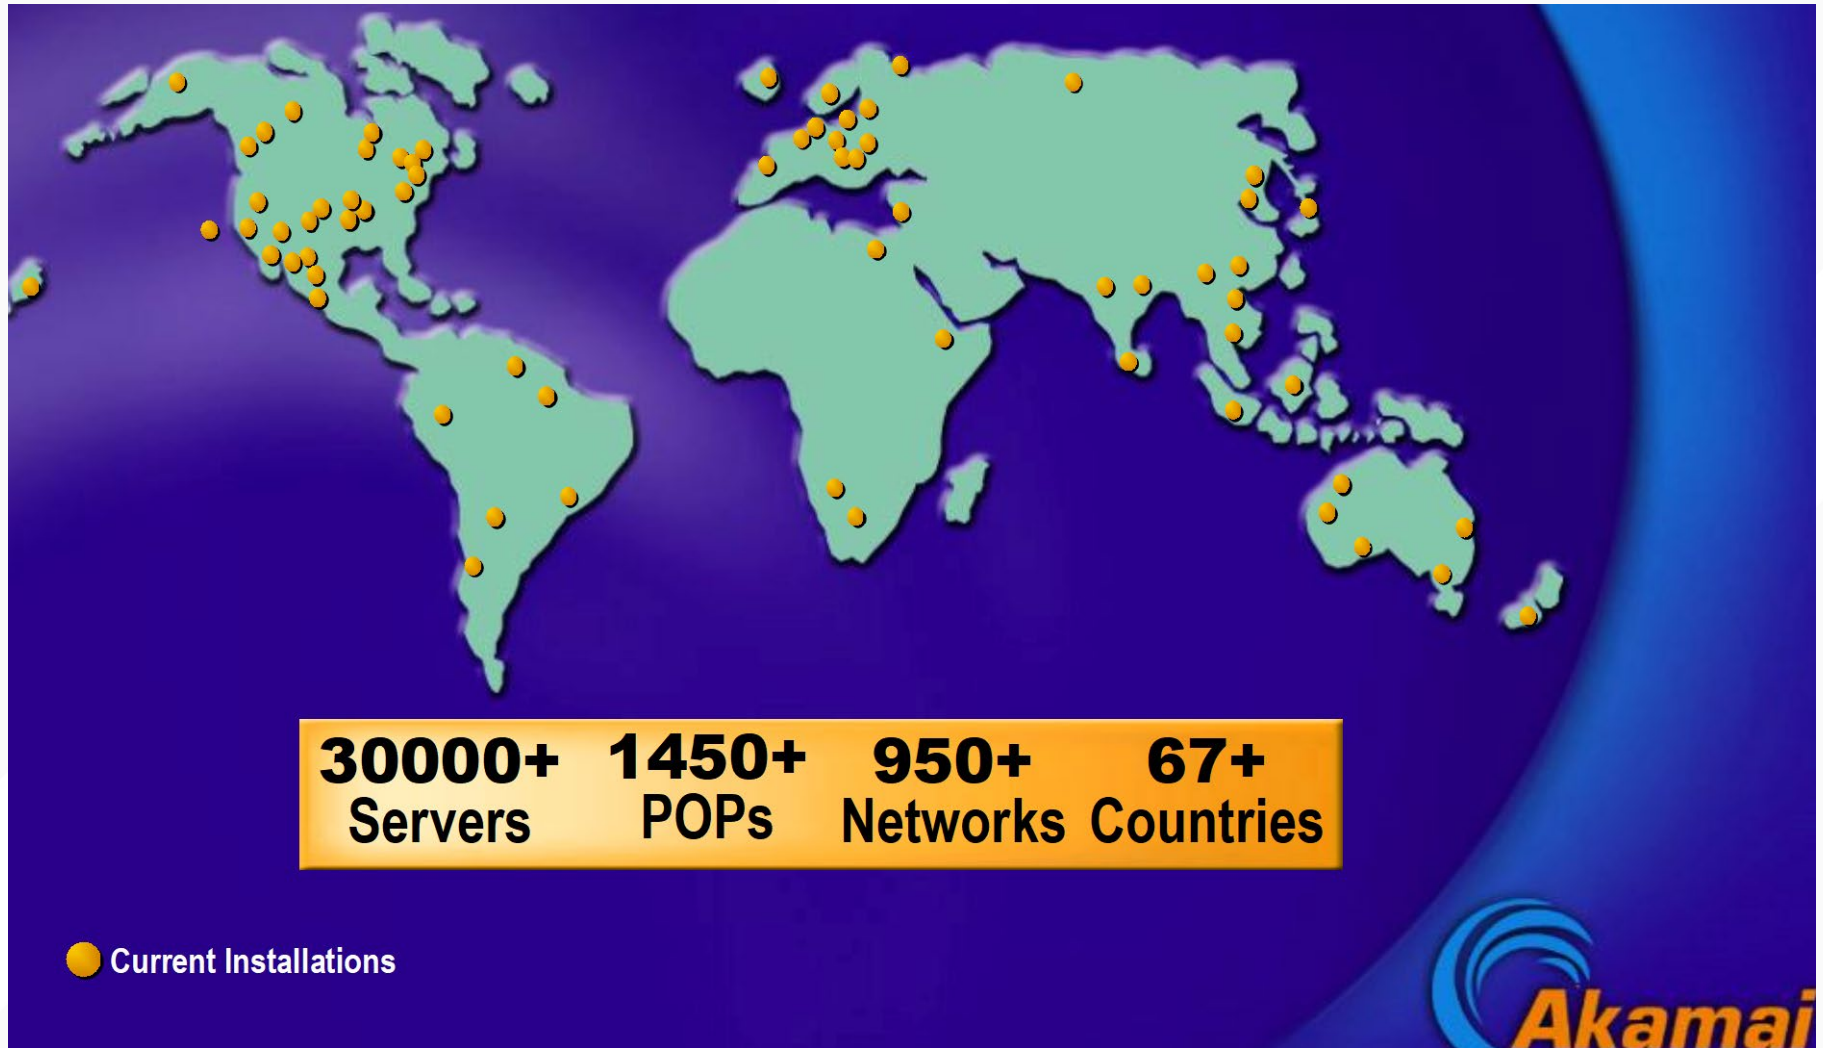 30000+ 1450+ 950+ 67+
Servers POPs Networks Countries
Current Installations
Akamai